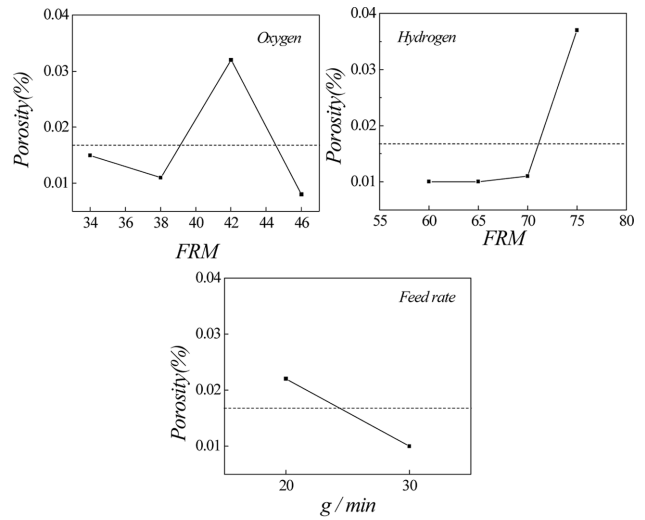 0.04
0.03
0.02
0.01
Porosity(%)
Oxygen
34 36 38 40 42 44 46
FRM
0.04
0.03
0.02
0.01
Porosity(%)
Hydrogen
55 60 65 70 75 80
FRM
0.04
0.03
0.02
0.01
Porosity(%)
Feed rate
20 30
g / min